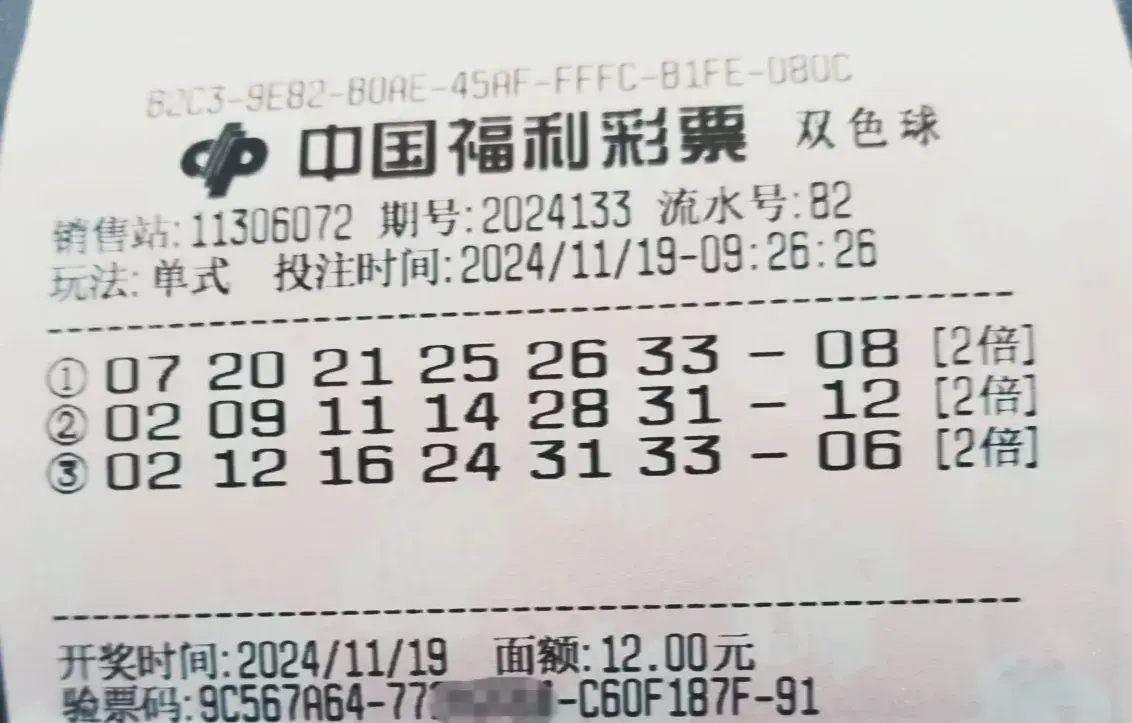 82C3-9E82-B0AE-45AF-FFFC-B1FE-0B0C
中国福利彩票 双色球
销售站:11306072 期号:2024133 流水号:82
玩法:单式 投注时间:2024/11/19-09:26:26
① 07 20 21 25 26 33 - 08 [2倍]
② 02 09 11 14 28 31 - 12 [2倍]
③ 02 12 16 24 31 33 - 06 [2倍]
开奖时间:2024/11/19 面额:12.00元
验票码:9C567A64-77 -C60F187F-91